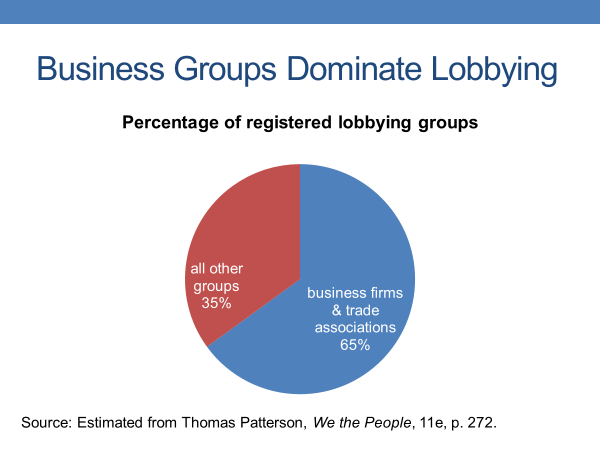 Business Groups Dominate Lobbying
Percentage of registered lobbying groups
all other
groups
35%
business firms
& trade
associations
65%
Source: Estimated from Thomas Patterson, We the People, 11e, p. 272.